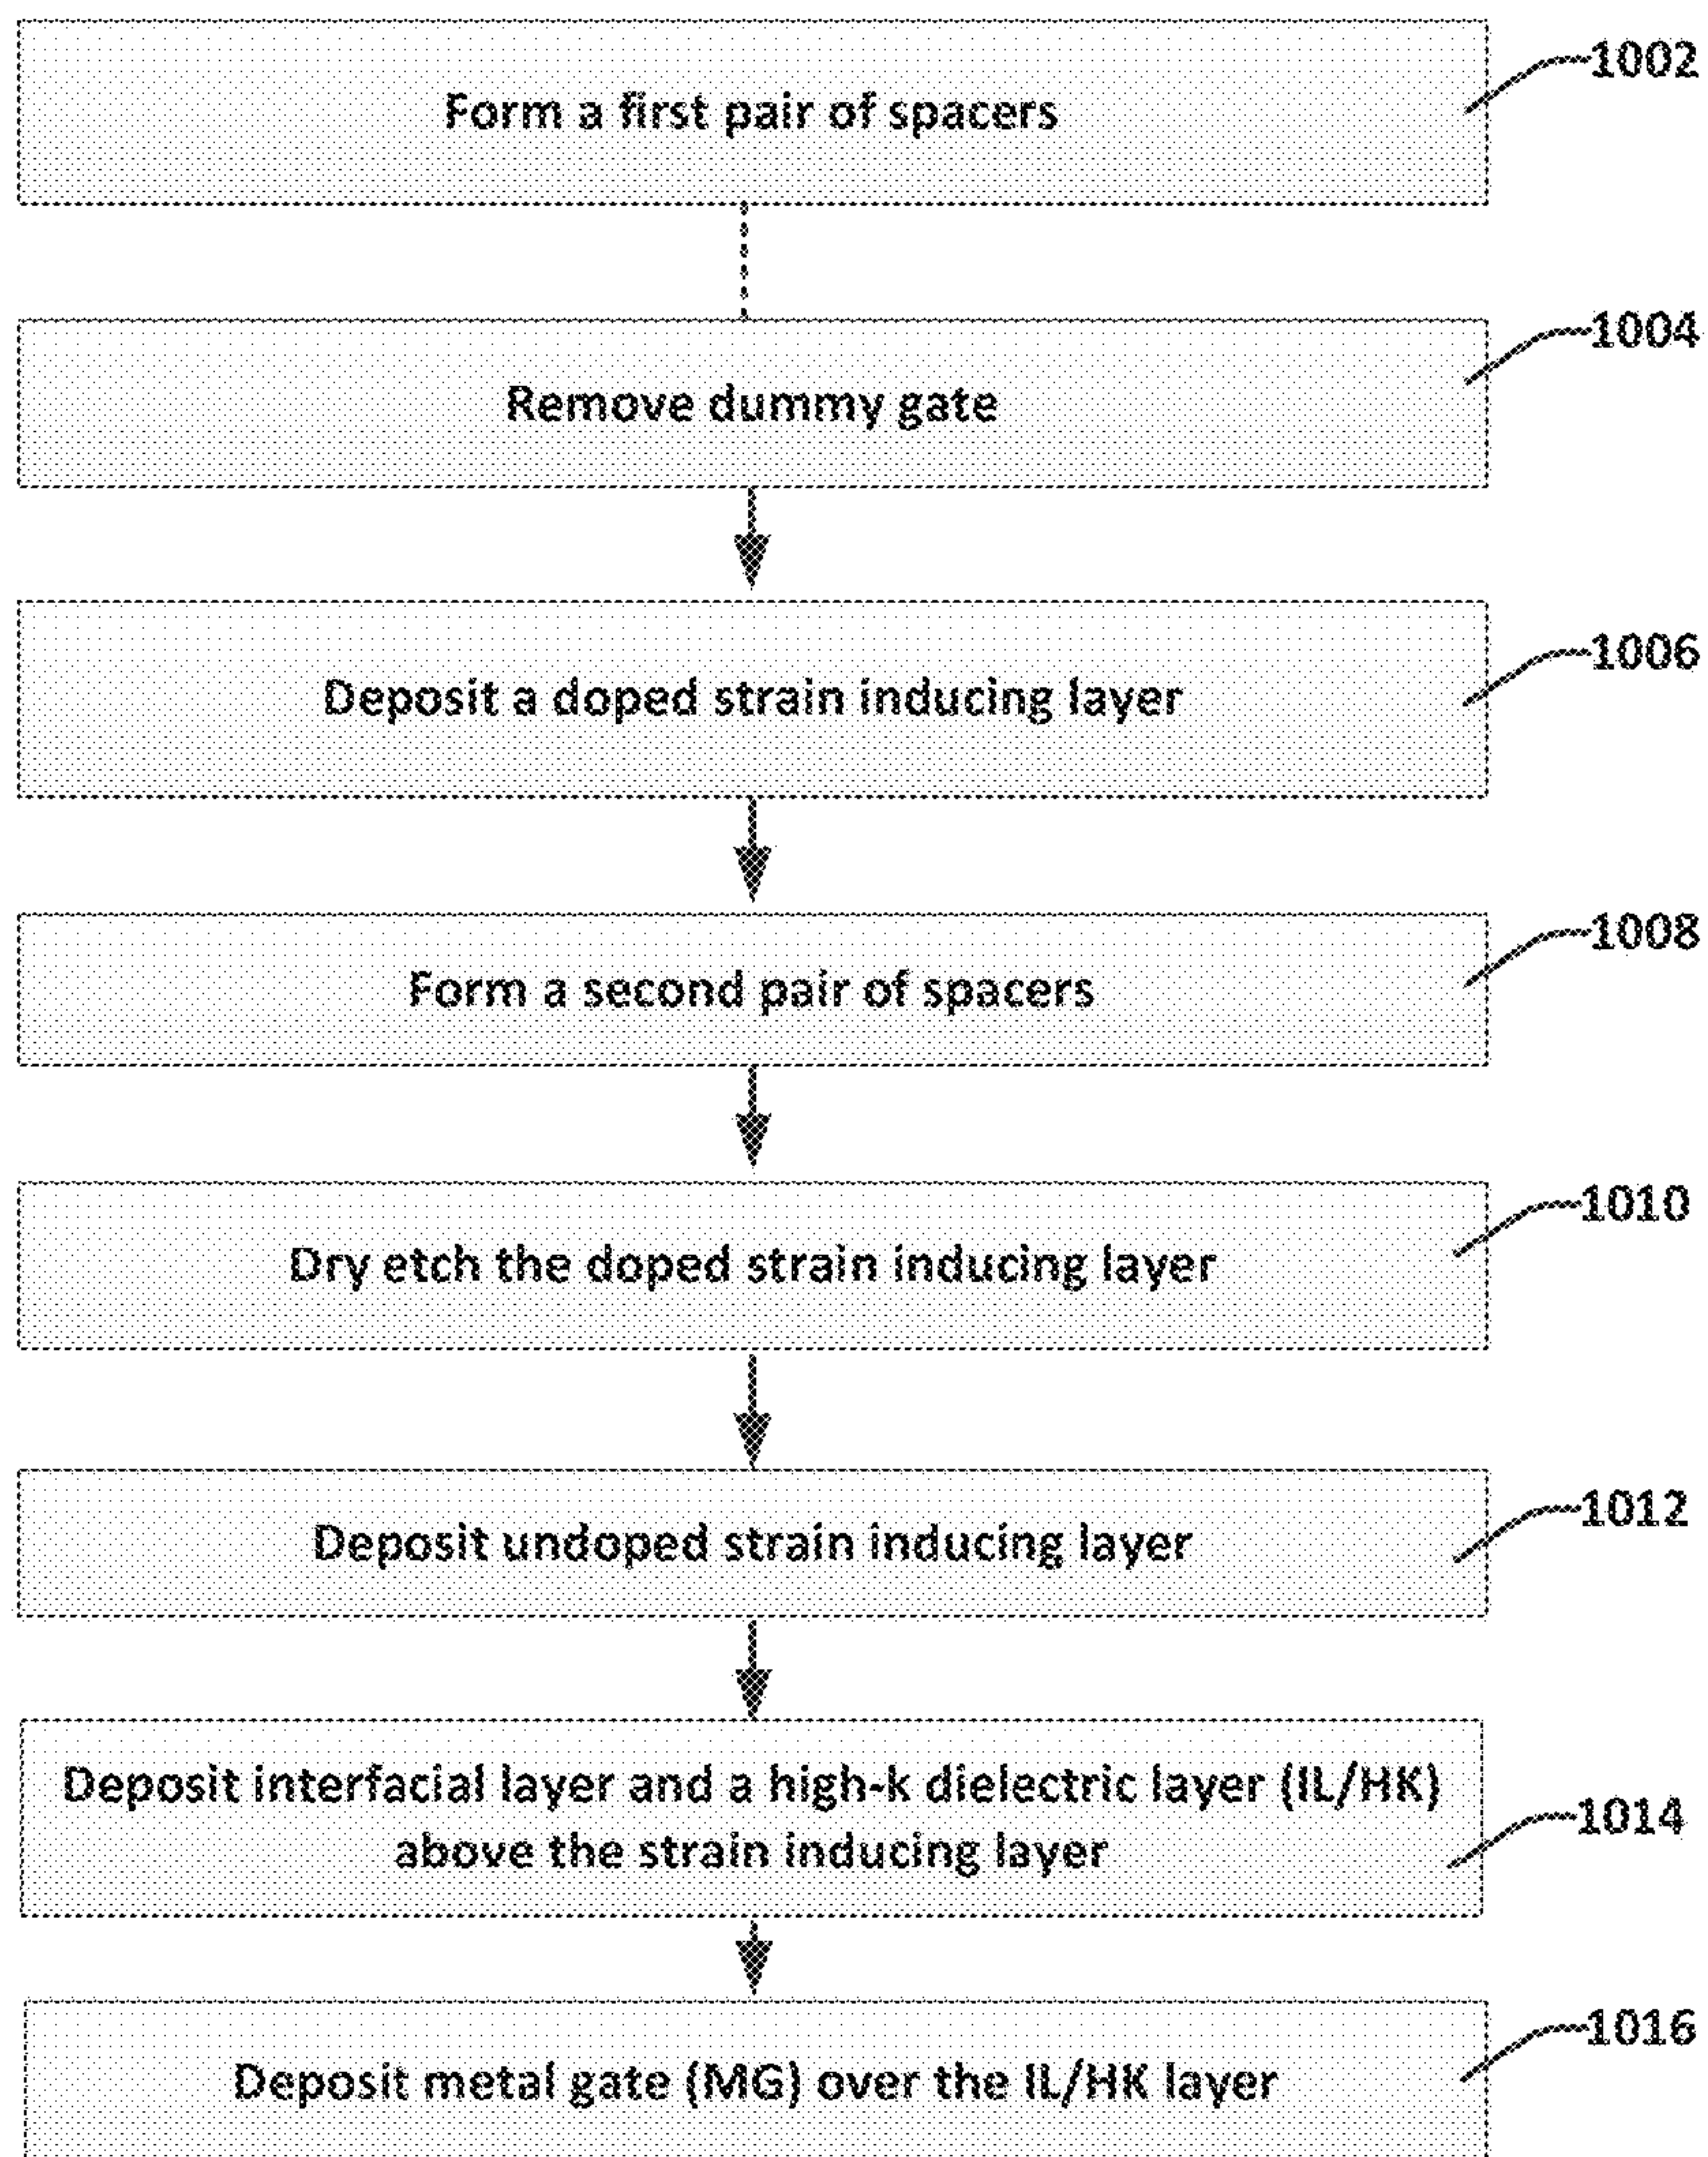 Form a first pair of spacers
1002
Remove dummy gate
1004
Deposit a doped strain inducing layer
1006
Form a second pair of spacers
1008
Dry etch the doped strain inducing layer
1010
Deposit undoped strain inducing layer
1012
Deposit interfacial layer and a high-k dielectric layer (IL/HK)
above the strain inducing layer
1014
Deposit metal gate (MG) over the IL/HK layer
1016